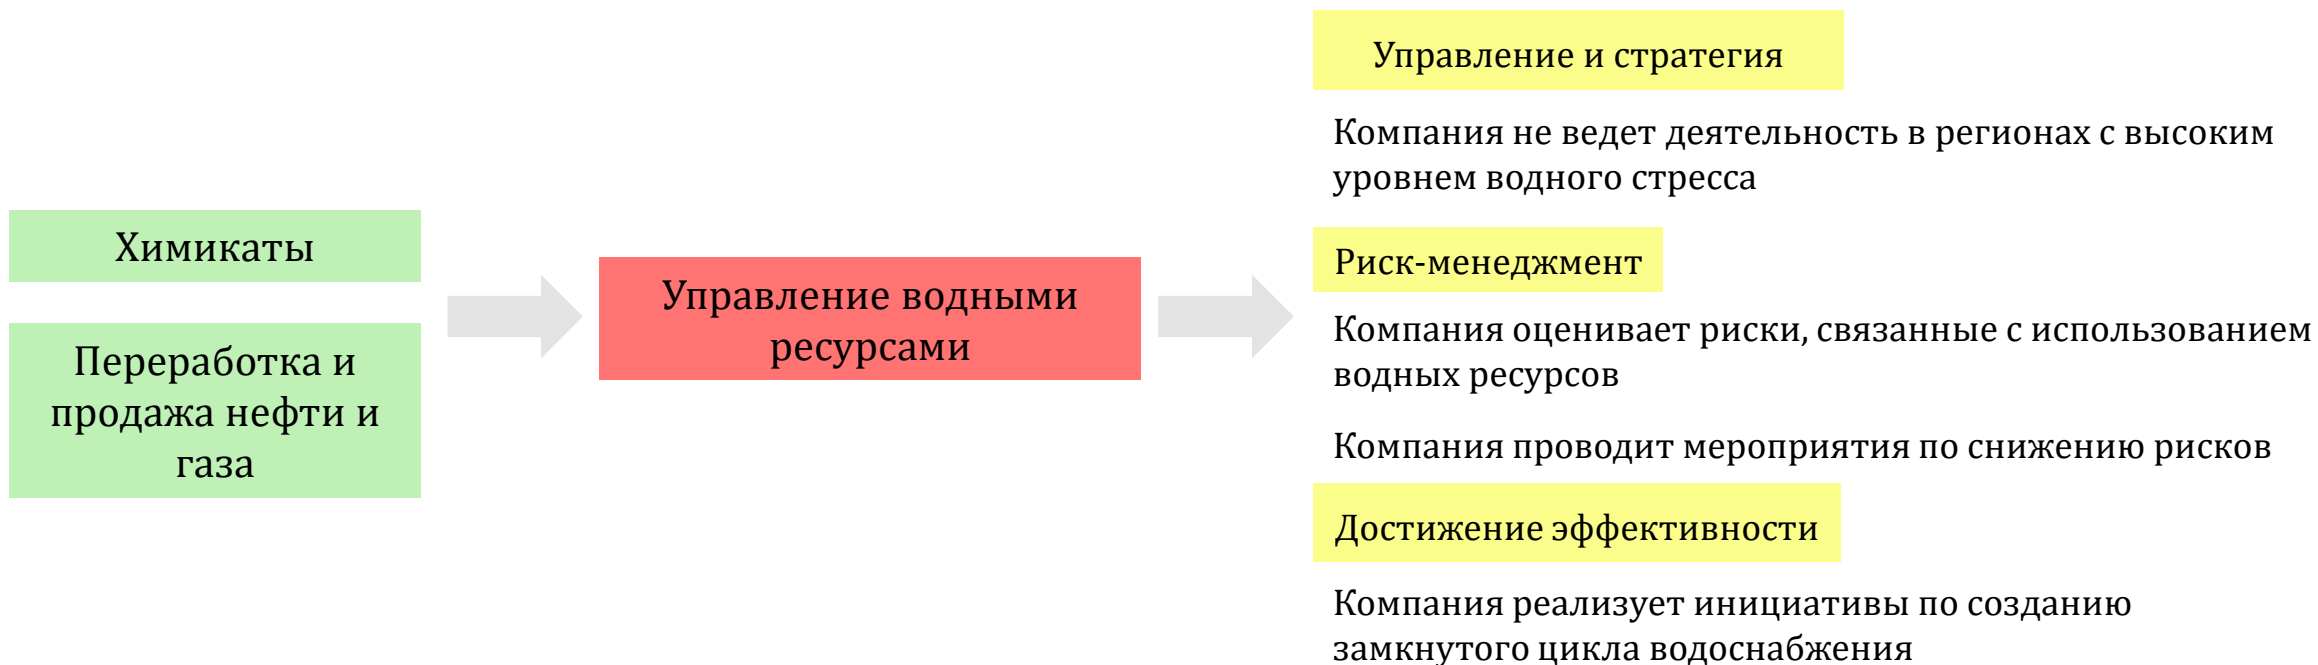 Химикаты
Переработка и
продажа нефти и
газа
Управление водными
ресурсами
Управление и стратегия
Компания не ведет деятельность в регионах с высоким
уровнем водного стресса
Риск-менеджмент
Компания оценивает риски, связанные с использованием
водных ресурсов
Компания проводит мероприятия по снижению рисков
Достижение эффективности
Компания реализует инициативы по созданию
замкнутого цикла водоснабжения